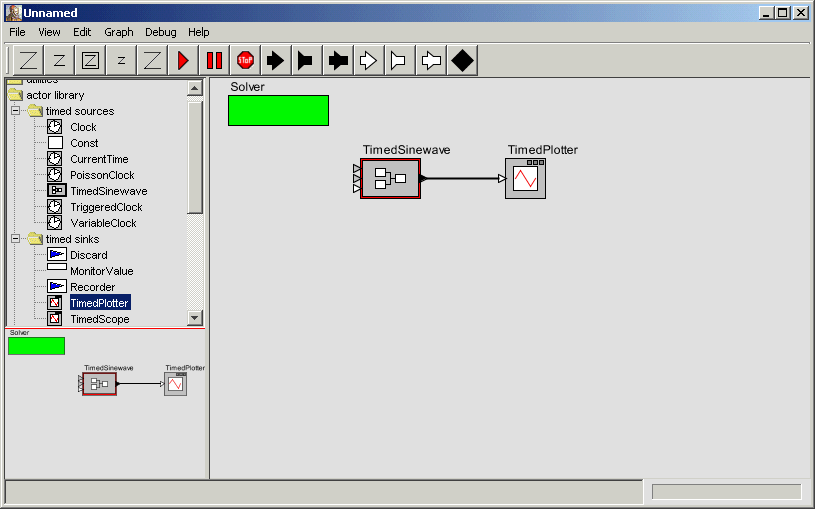 Unnamed
File View Edit Graph Debug Help
STOP
utilities
actor library
timed sources
Clock
Const
CurrentTime
PoissonClock
TimedSinewave
TriggeredClock
VariableClock
timed sinks
Discard
MonitorValue
Recorder
TimedPlotter
TimedScope
Solver
TimedSinewave TimedPlotter
Solver
TimedSinewave TimedPlotter